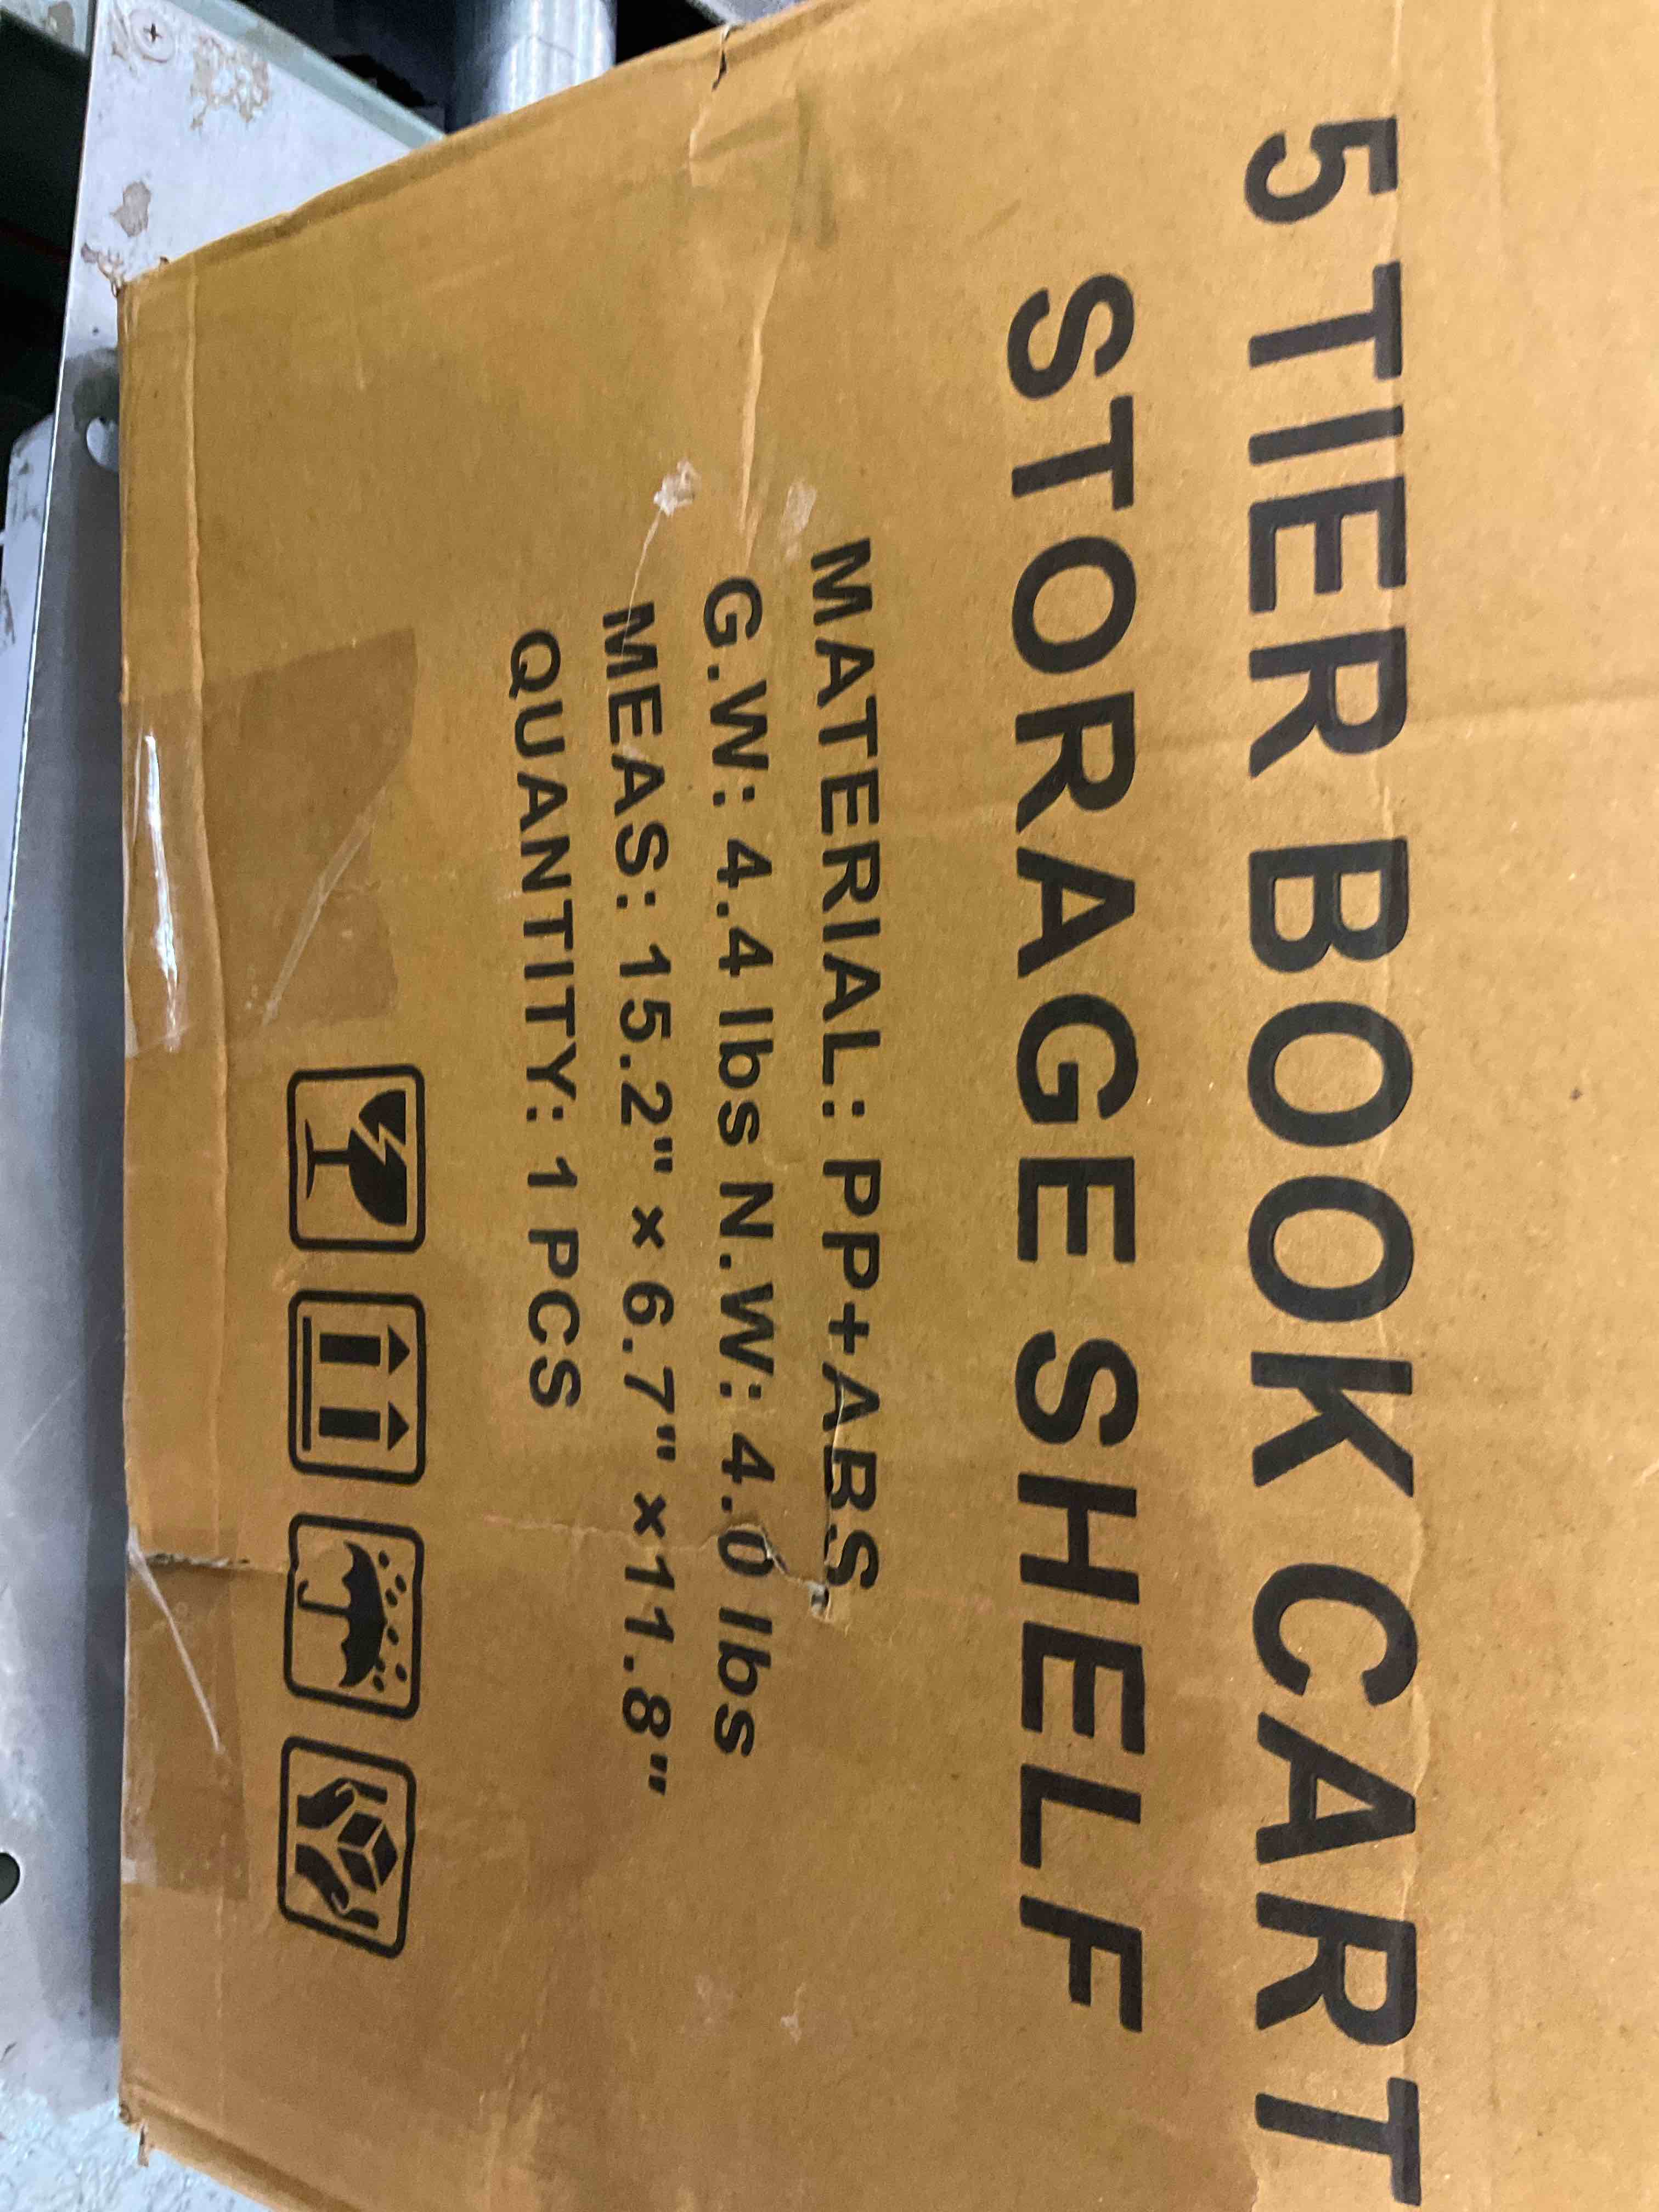 5 TIER BOOK CART
STORAGE SHELF
MATERIAL: PP+ABS
G.W: 4.4 lbs N.W: 4.0 lbs
MEAS: 15.2" × 6.7" ×11.8"
QUANTITY: 1 PCS